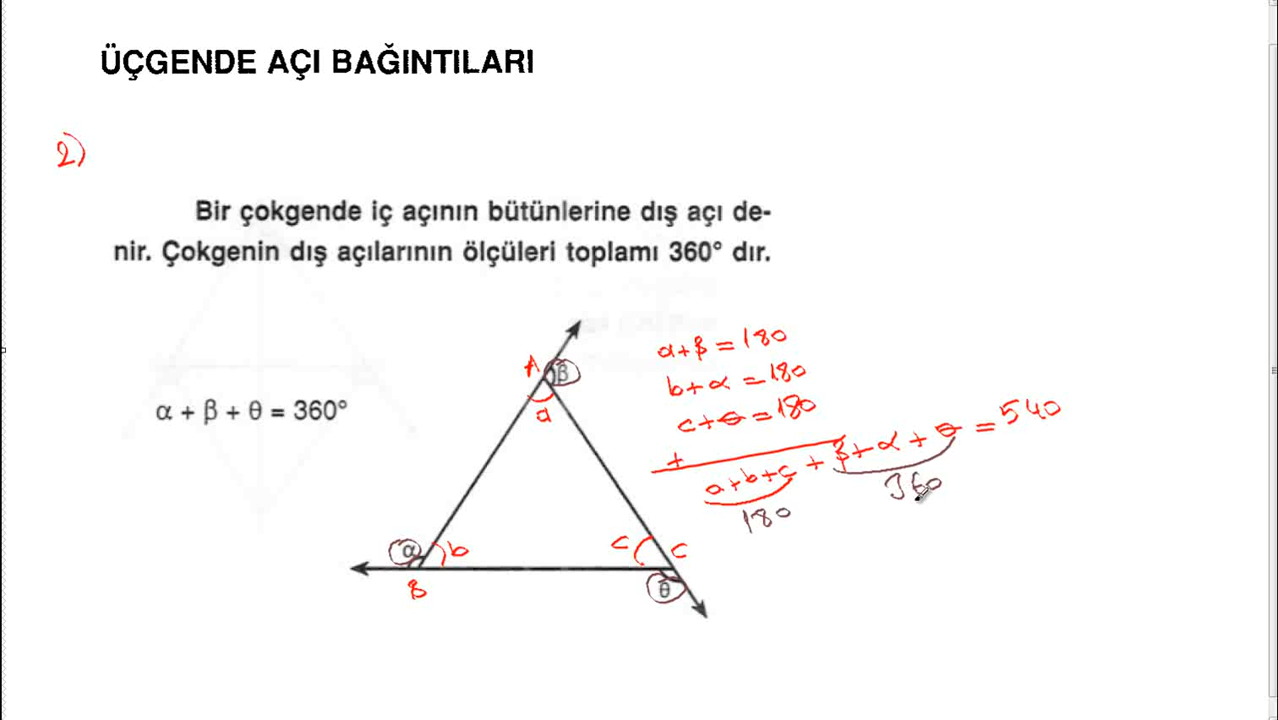 ÜÇGENDE AÇI BAĞINTILARI
2)
Bir çokgende iç açının bütünlerine dış açı de-
nir. Çokgenin dış açılarının ölçüleri toplamı 360° dır.
α + β + θ = 360°
A
β
a
α
b
B
c
C
θ
a+β = 180
b+α = 180
c+θ = 180
+
a+b+c + β+α+θ = 540
180
360